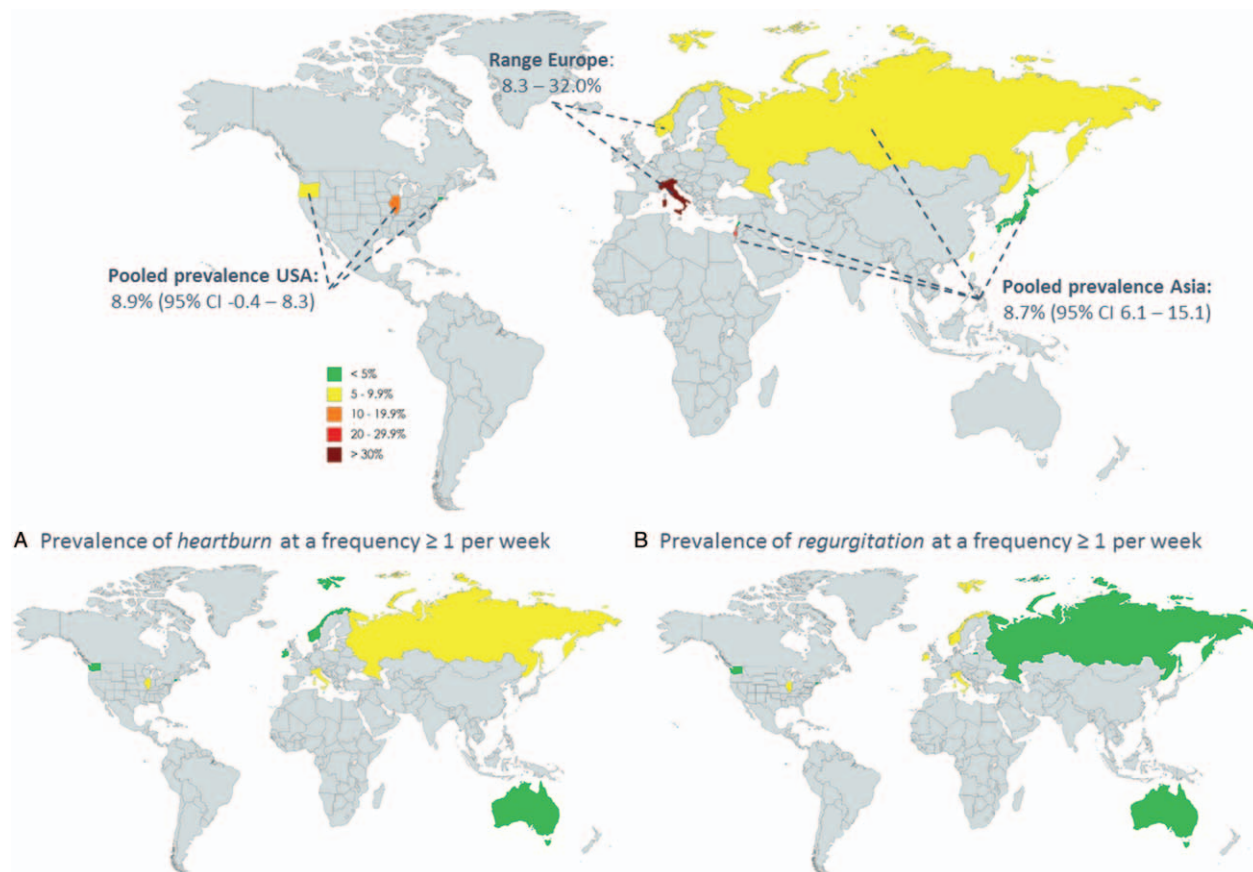 Range Europe:
8.3 – 32.0%
Pooled prevalence USA:
8.9% (95% CI -0.4 – 8.3)
Pooled prevalence Asia:
8.7% (95% CI 6.1 – 15.1)
< 5%
5 - 9.9%
10 - 19.9%
20 - 29.9%
> 30%
A Prevalence of heartburn at a frequency ≥ 1 per week
B Prevalence of regurgitation at a frequency ≥ 1 per week